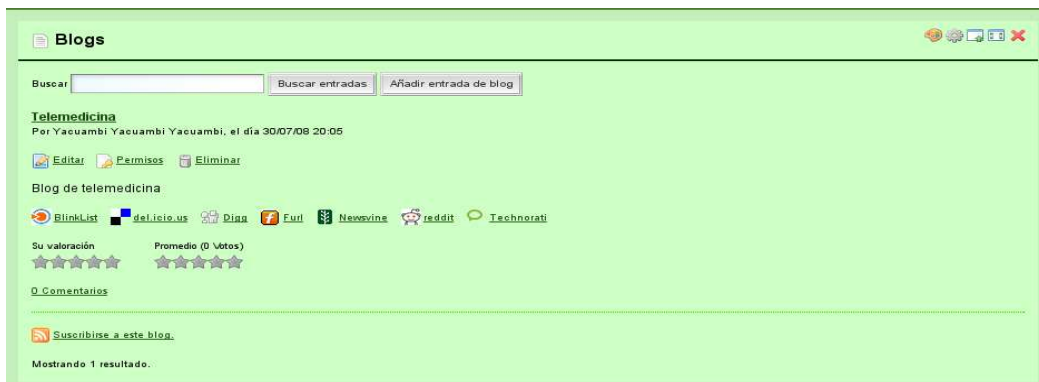 Blogs
Buscar Buscar entradas Añadir entrada de blog
Telemedicina
Por Yacuambi Yacuambi Yacuambi, el día 30/07/08 20:05
Editar Permisos Eliminar
Blog de telemedicina
BlinkList del.icio.us Digg Furl Newsvine reddit Technorati
Su valoración Promedio (0 Votos)
0 Comentarios
Suscribirse a este blog.
Mostrando 1 resultado.